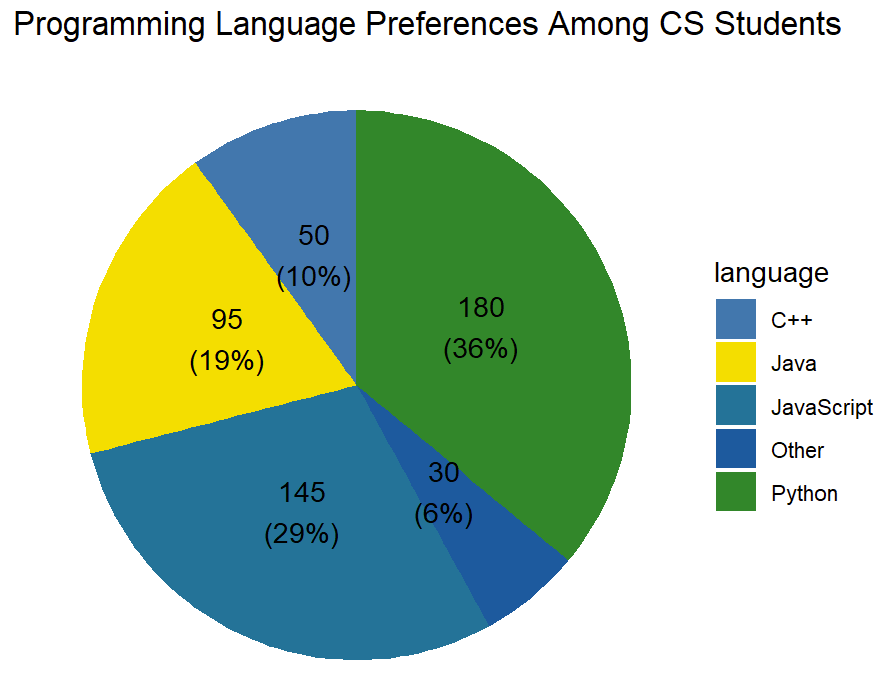 Programming Language Preferences Among CS Students
50
(10%)
180
(36%)
95
(19%)
30
(6%)
145
(29%)
language
C++
Java
JavaScript
Other
Python